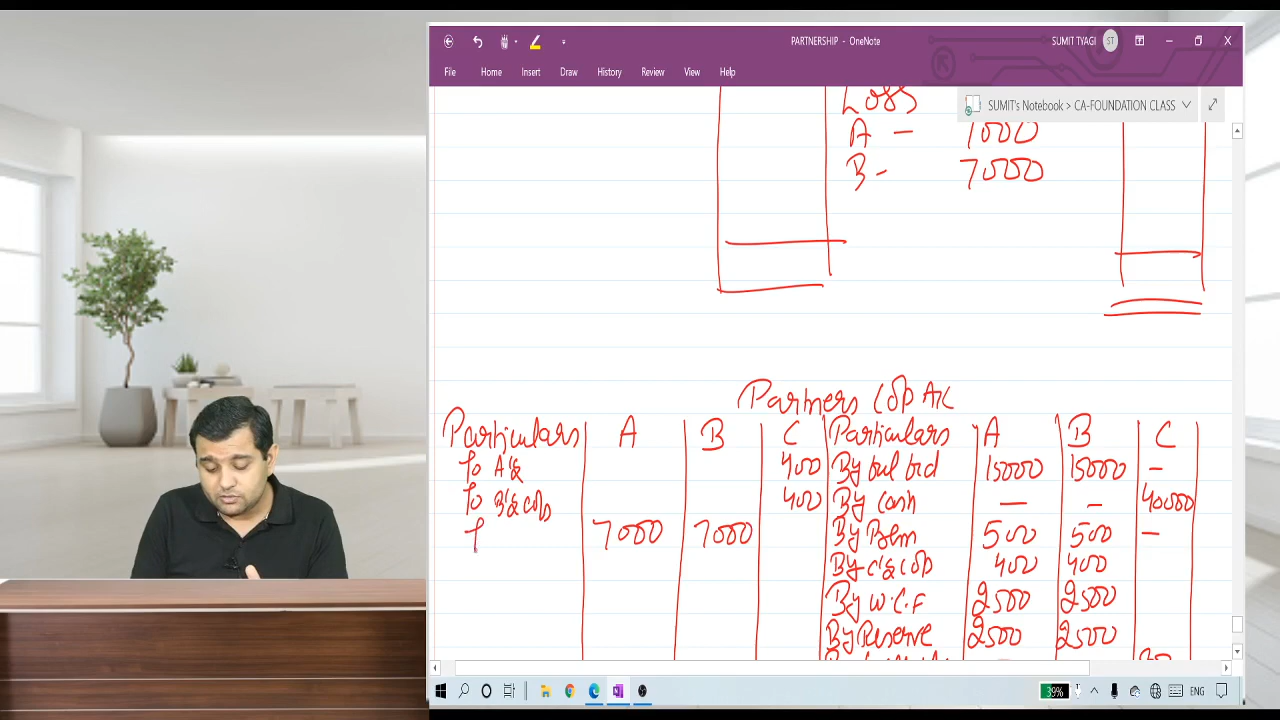 PARTNERSHIP - OneNote
SUMIT TYAGI ST
File Home Insert Draw History Review View Help
SUMIT's Notebook > CA-FOUNDATION CLASS
Loss
A - 7000
B - 7000
Partners Cap A/c
Particulars A B C Particulars A B C
To A's 400 By bal b/d 15000 15000 -
To B's Cap 400 By cash - - 40000
T 7000 7000 By 500 500 -
By C's Cap 400 400
By W.C.F 2500 2500
By Reserve 2500 2500
39%
ENG